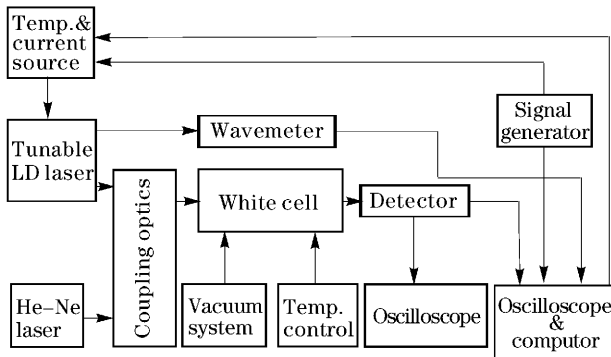 Temp.&
current
source
Signal
generator
Tunable
LD laser
Wavemeter
Coupling optics
White cell
Detector
He–Ne
laser
Vacuum
system
Temp.
control
Oscilloscope
Oscilloscope
&
computor